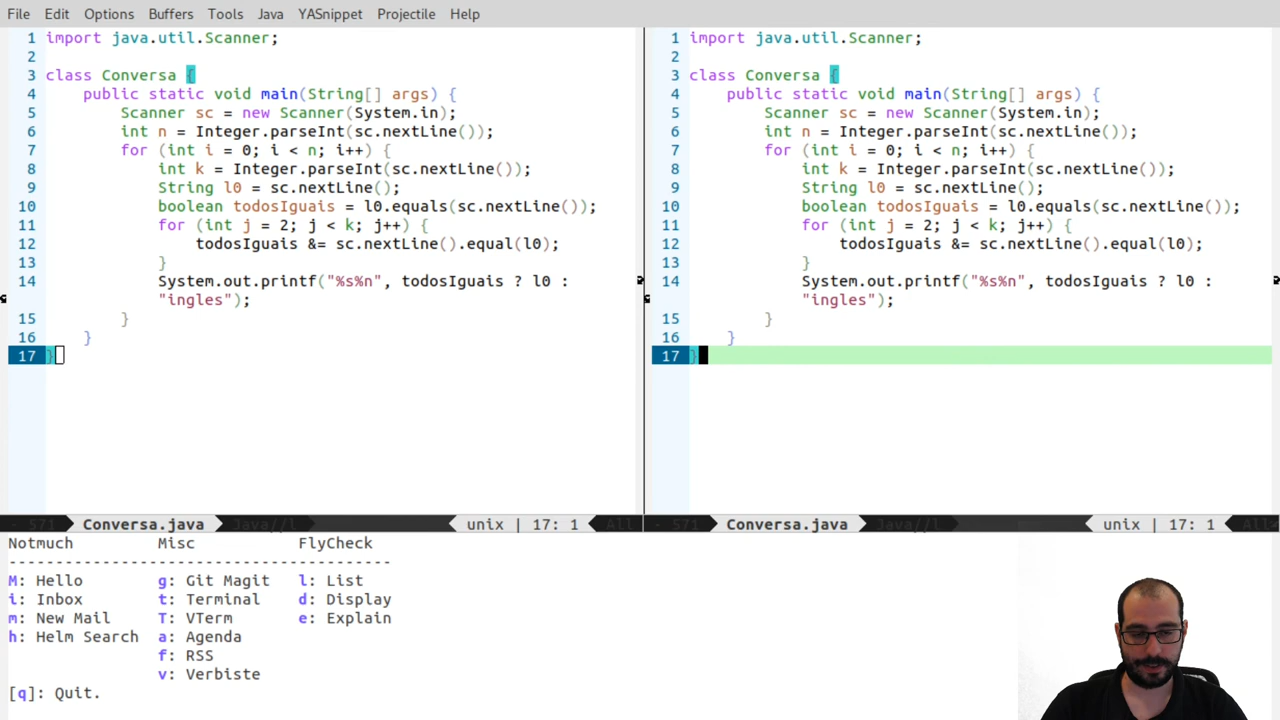 File Edit Options Buffers Tools Java YASnippet Projectile Help
1 import java.util.Scanner;
2
3 class Conversa {
4 public static void main(String[] args) {
5 Scanner sc = new Scanner(System.in);
6 int n = Integer.parseInt(sc.nextLine());
7 for (int i = 0; i < n; i++) {
8 int k = Integer.parseInt(sc.nextLine());
9 String l0 = sc.nextLine();
10 boolean todosIguais = l0.equals(sc.nextLine());
11 for (int j = 2; j < k; j++) {
12 todosIguais &= sc.nextLine().equal(l0);
13 }
14 System.out.printf("%s%n", todosIguais ? l0 :
"ingles");
15 }
16 }
17 }
- 571 Conversa.java Java//l unix | 17: 1 All
1 import java.util.Scanner;
2
3 class Conversa {
4 public static void main(String[] args) {
5 Scanner sc = new Scanner(System.in);
6 int n = Integer.parseInt(sc.nextLine());
7 for (int i = 0; i < n; i++) {
8 int k = Integer.parseInt(sc.nextLine());
9 String l0 = sc.nextLine();
10 boolean todosIguais = l0.equals(sc.nextLine());
11 for (int j = 2; j < k; j++) {
12 todosIguais &= sc.nextLine().equal(l0);
13 }
14 System.out.printf("%s%n", todosIguais ? l0 :
"ingles");
15 }
16 }
17 }
- 571 Conversa.java Java//l unix | 17: 1 All
Notmuch Misc FlyCheck
------------------------------------------
M: Hello g: Git Magit l: List
i: Inbox t: Terminal d: Display
m: New Mail T: VTerm e: Explain
h: Helm Search a: Agenda
f: RSS
v: Verbiste
[q]: Quit.